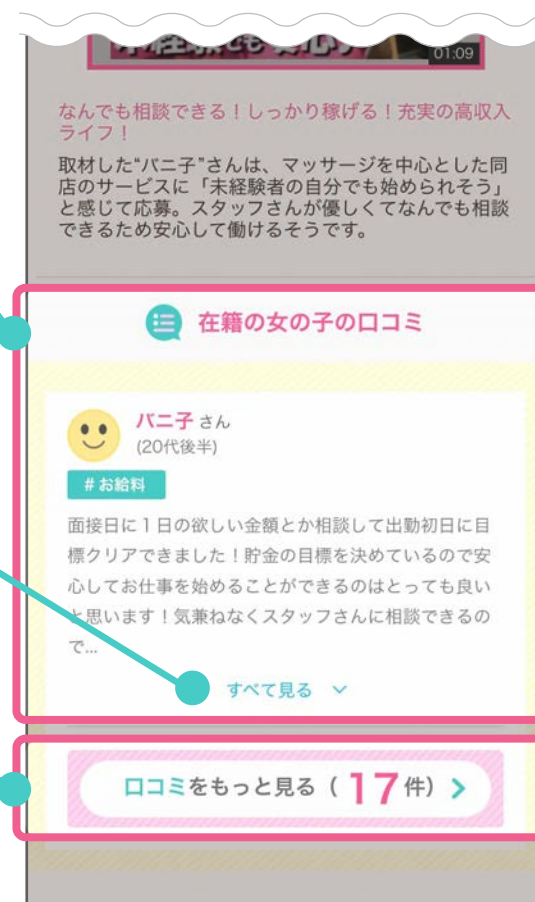 未経験でも安心♪
01:09
なんでも相談できる！しっかり稼げる！充実の高収入
ライフ！
取材した“バニ子”さんは、マッサージを中心とした同
店のサービスに「未経験者の自分でも始められそう」
と感じて応募。スタッフさんが優しくてなんでも相談
できるため安心して働けるそうです。
在籍の女の子の口コミ
バニ子 さん
(20代後半)
# お給料
面接日に１日の欲しい金額とか相談して出勤初日に目
標クリアできました！貯金の目標を決めているので安
心してお仕事を始めることができるのはとっても良い
と思います！気兼ねなくスタッフさんに相談できるの
で...
すべて見る
口コミをもっと見る（17件）